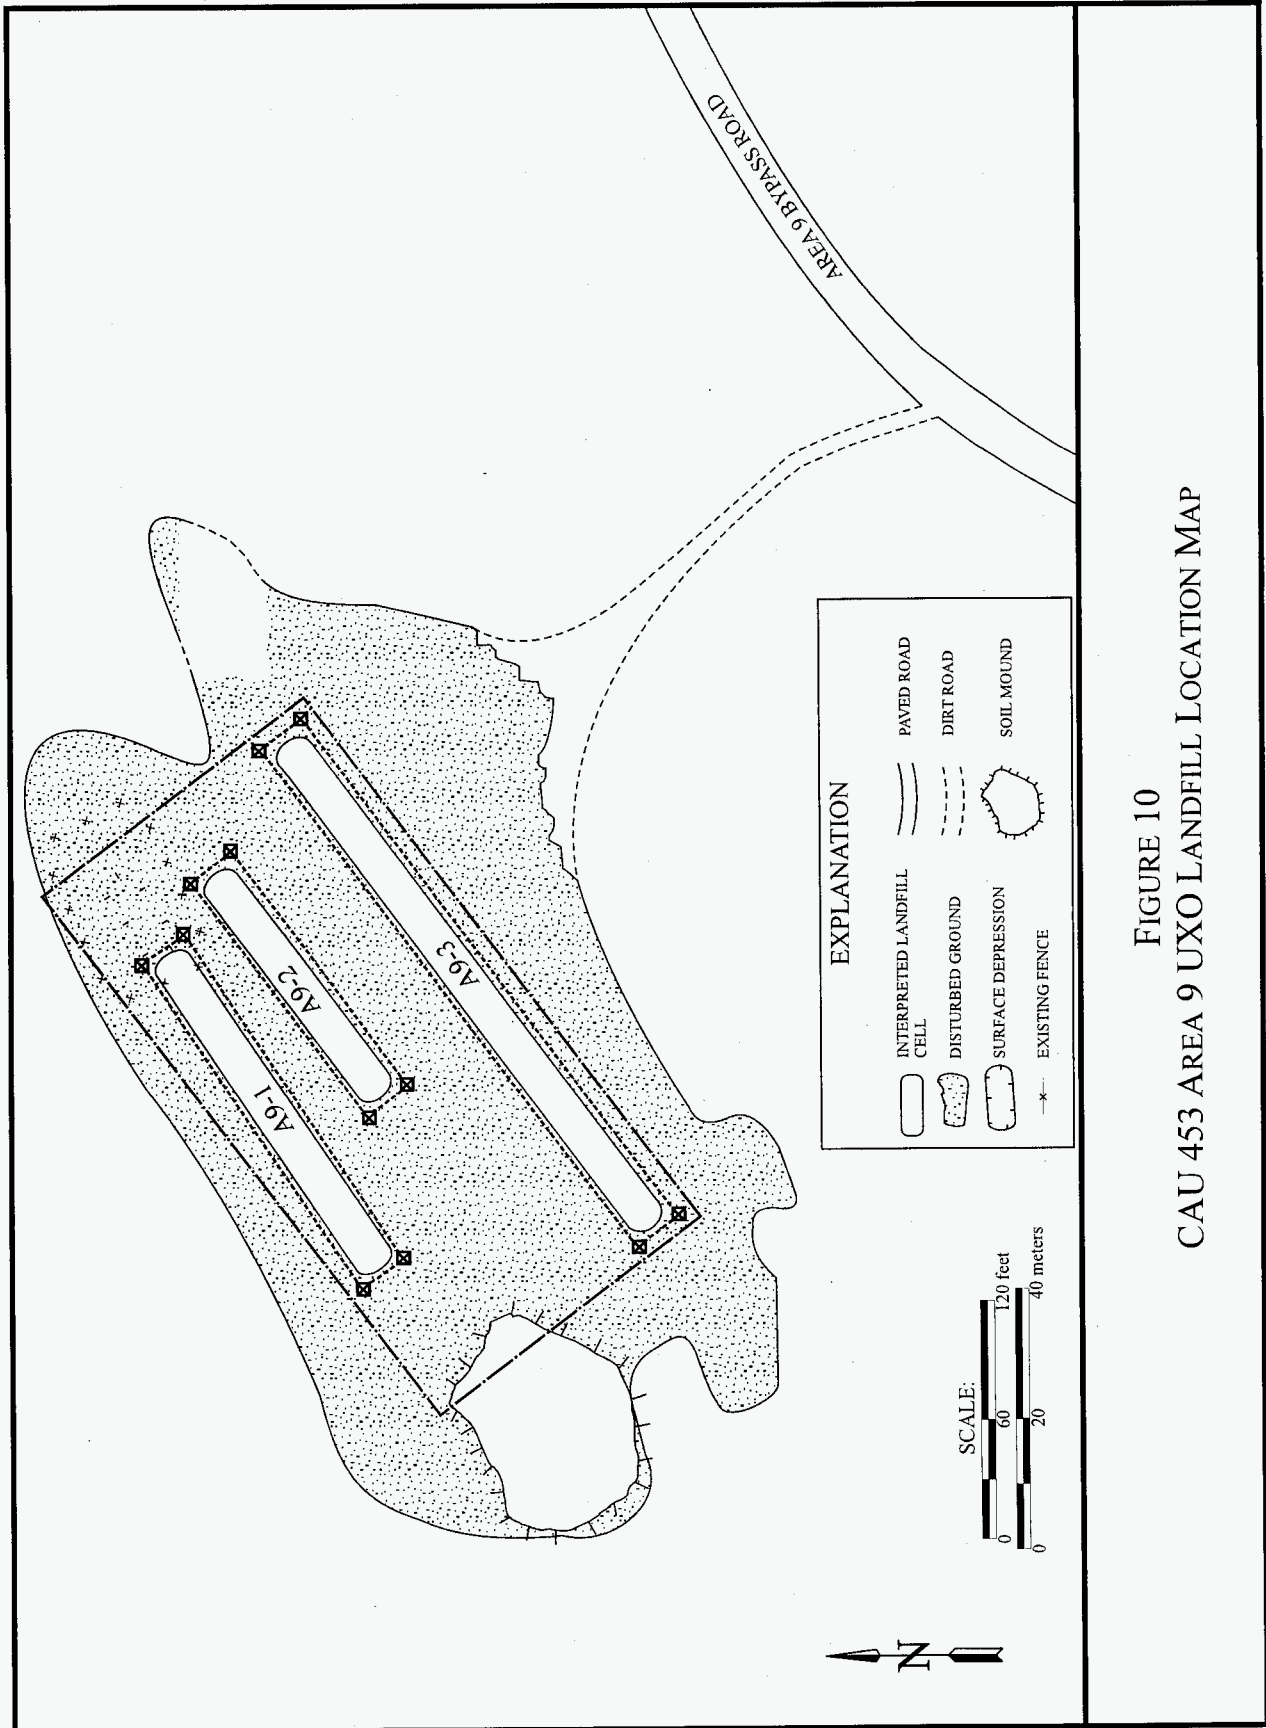 AREA 9 BYPASS ROAD
A9-1
A9-2
A9-3
N
SCALE:
0
60
120 feet
0
20
40 meters
EXPLANATION
INTERPRETED LANDFILL
CELL
DISTURBED GROUND
SURFACE DEPRESSION
EXISTING FENCE
PAVED ROAD
DIRT ROAD
SOIL MOUND
FIGURE 10
CAU 453 AREA 9 UXO LANDFILL LOCATION MAP